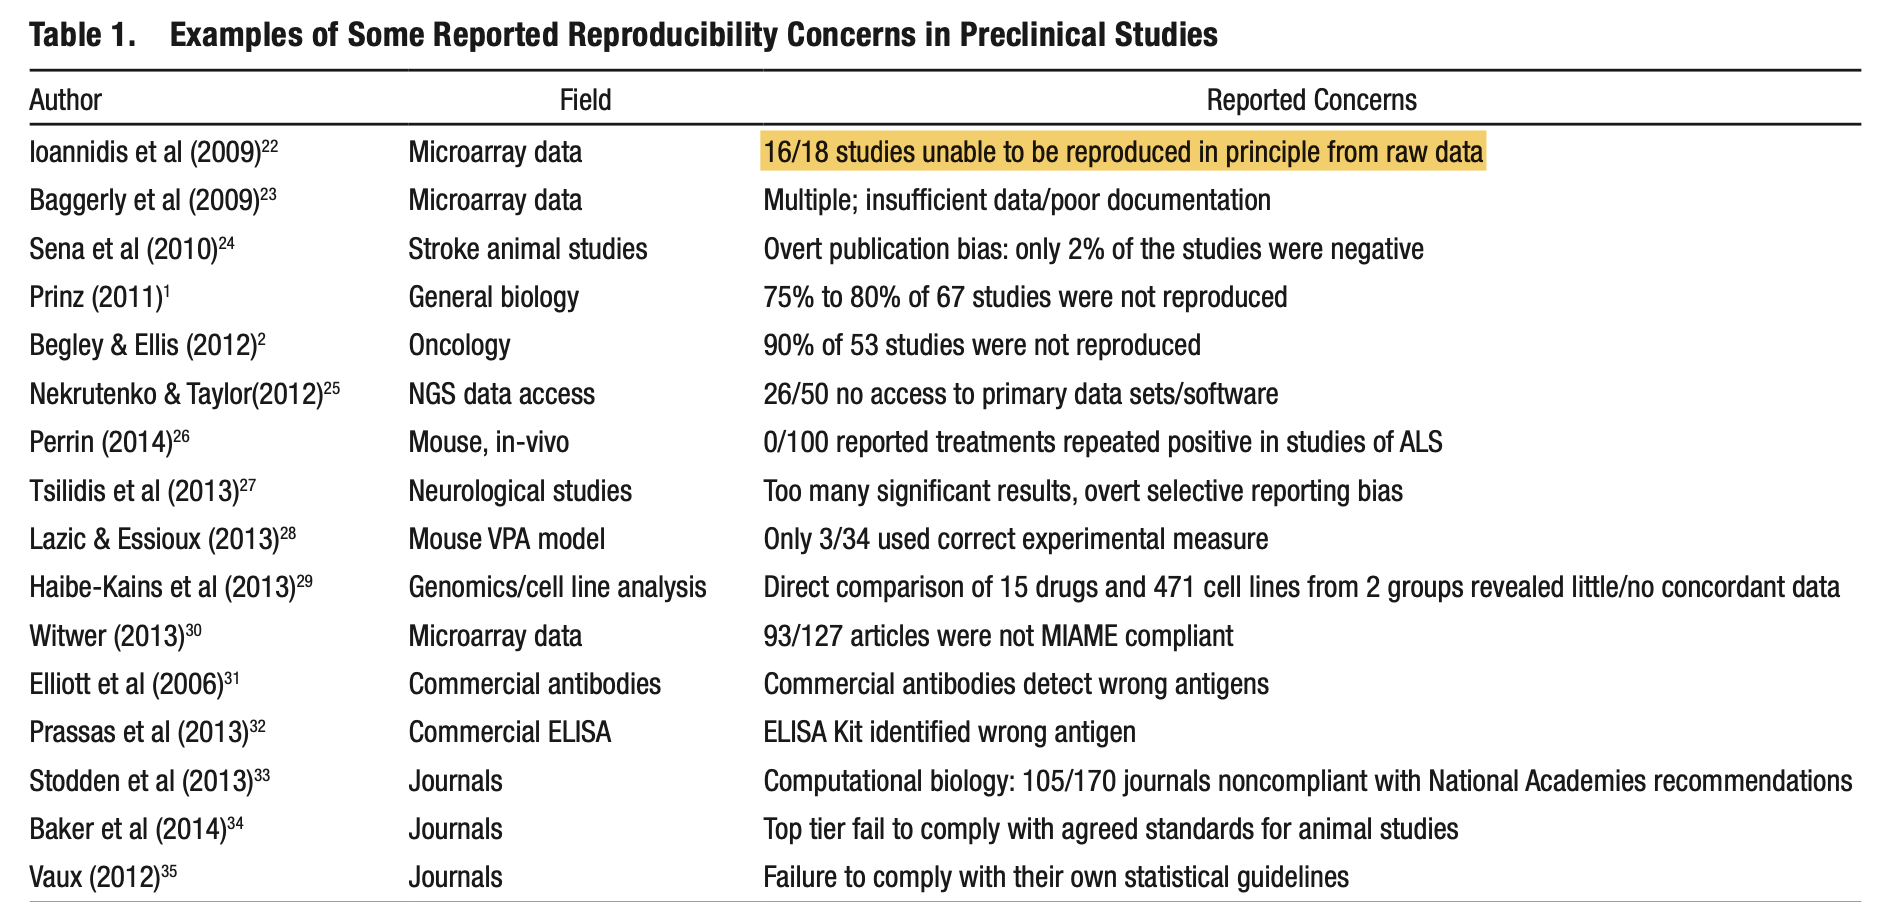 Table 1. Examples of Some Reported Reproducibility Concerns in Preclinical Studies
Author Field Reported Concerns
Ioannidis et al (2009)22 Microarray data 16/18 studies unable to be reproduced in principle from raw data
Baggerly et al (2009)23 Microarray data Multiple; insufficient data/poor documentation
Sena et al (2010)24 Stroke animal studies Overt publication bias: only 2% of the studies were negative
Prinz (2011)1 General biology 75% to 80% of 67 studies were not reproduced
Begley & Ellis (2012)2 Oncology 90% of 53 studies were not reproduced
Nekrutenko & Taylor(2012)25 NGS data access 26/50 no access to primary data sets/software
Perrin (2014)26 Mouse, in-vivo 0/100 reported treatments repeated positive in studies of ALS
Tsilidis et al (2013)27 Neurological studies Too many significant results, overt selective reporting bias
Lazic & Essioux (2013)28 Mouse VPA model Only 3/34 used correct experimental measure
Haibe-Kains et al (2013)29 Genomics/cell line analysis Direct comparison of 15 drugs and 471 cell lines from 2 groups revealed little/no concordant data
Witwer (2013)30 Microarray data 93/127 articles were not MIAME compliant
Elliott et al (2006)31 Commercial antibodies Commercial antibodies detect wrong antigens
Prassas et al (2013)32 Commercial ELISA ELISA Kit identified wrong antigen
Stodden et al (2013)33 Journals Computational biology: 105/170 journals noncompliant with National Academies recommendations
Baker et al (2014)34 Journals Top tier fail to comply with agreed standards for animal studies
Vaux (2012)35 Journals Failure to comply with their own statistical guidelines